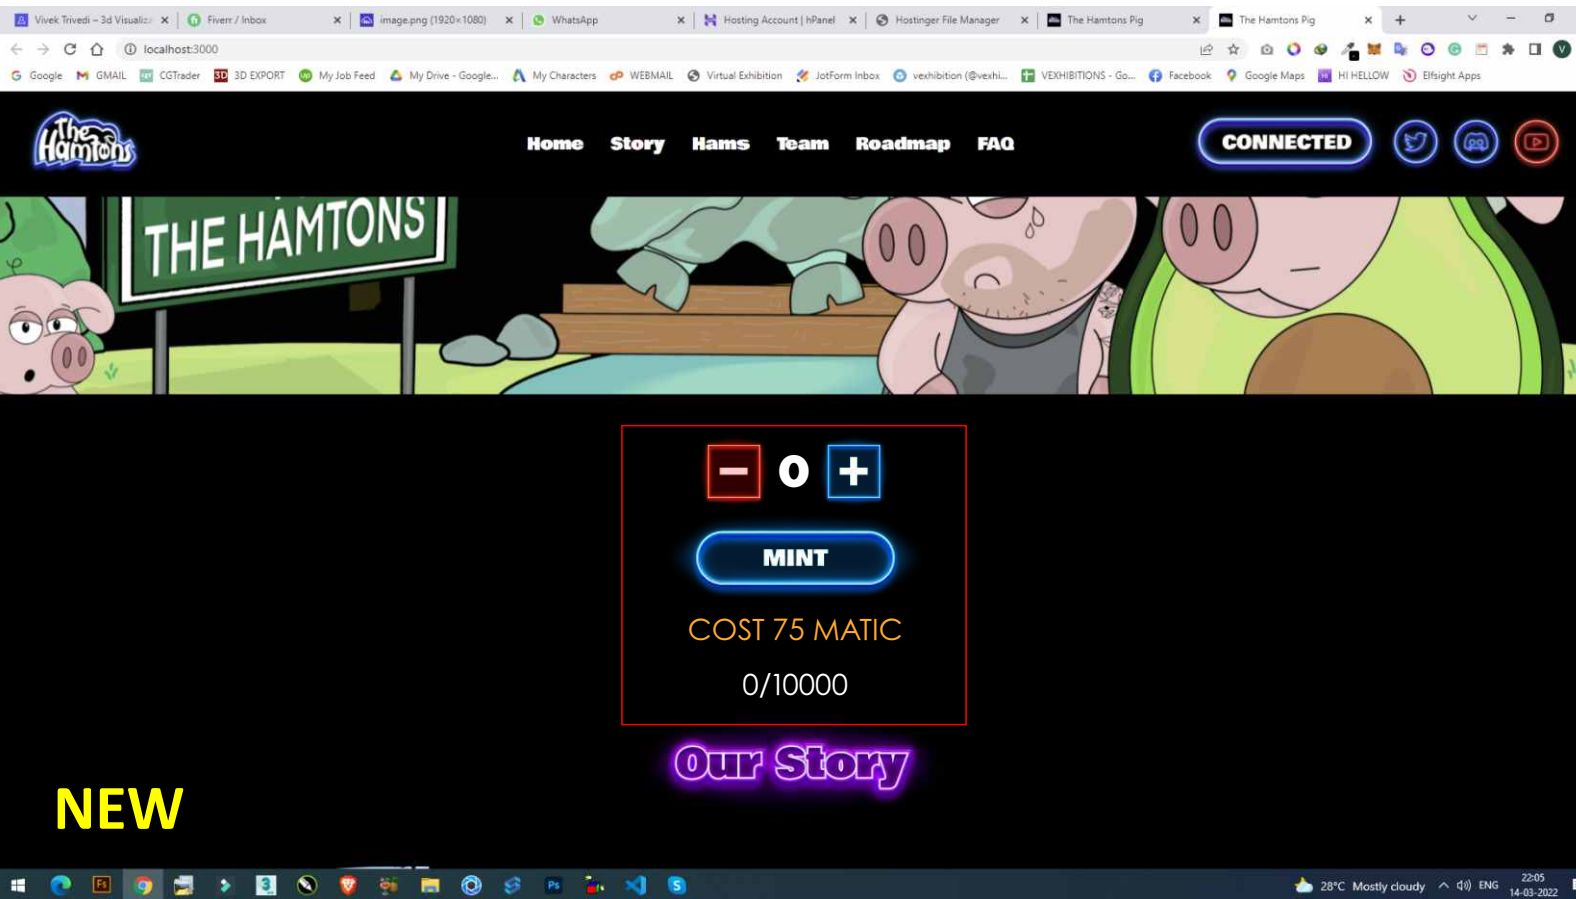 Vivek Trivedi – 3d Visualiz
Fiverr / Inbox
image.png (1920×1080)
WhatsApp
Hosting Account | hPanel
Hostinger File Manager
The Hamtons Pig
The Hamtons Pig
localhost:3000
Google
GMAIL
CGTrader
3D EXPORT
My Job Feed
My Drive - Google...
My Characters
WEBMAIL
Virtual Exhibition
JotForm Inbox
vexhibition (@vexhi...
VEXHIBITIONS - Go...
Facebook
Google Maps
HI HELLOW
Elfsight Apps
The Hamtons
Home Story Hams Team Roadmap FAQ
CONNECTED
THE HAMTONS
− 0 +
MINT
COST 75 MATIC
0/10000
Our Story
NEW
28°C Mostly cloudy
ENG
22:05
14-03-2022